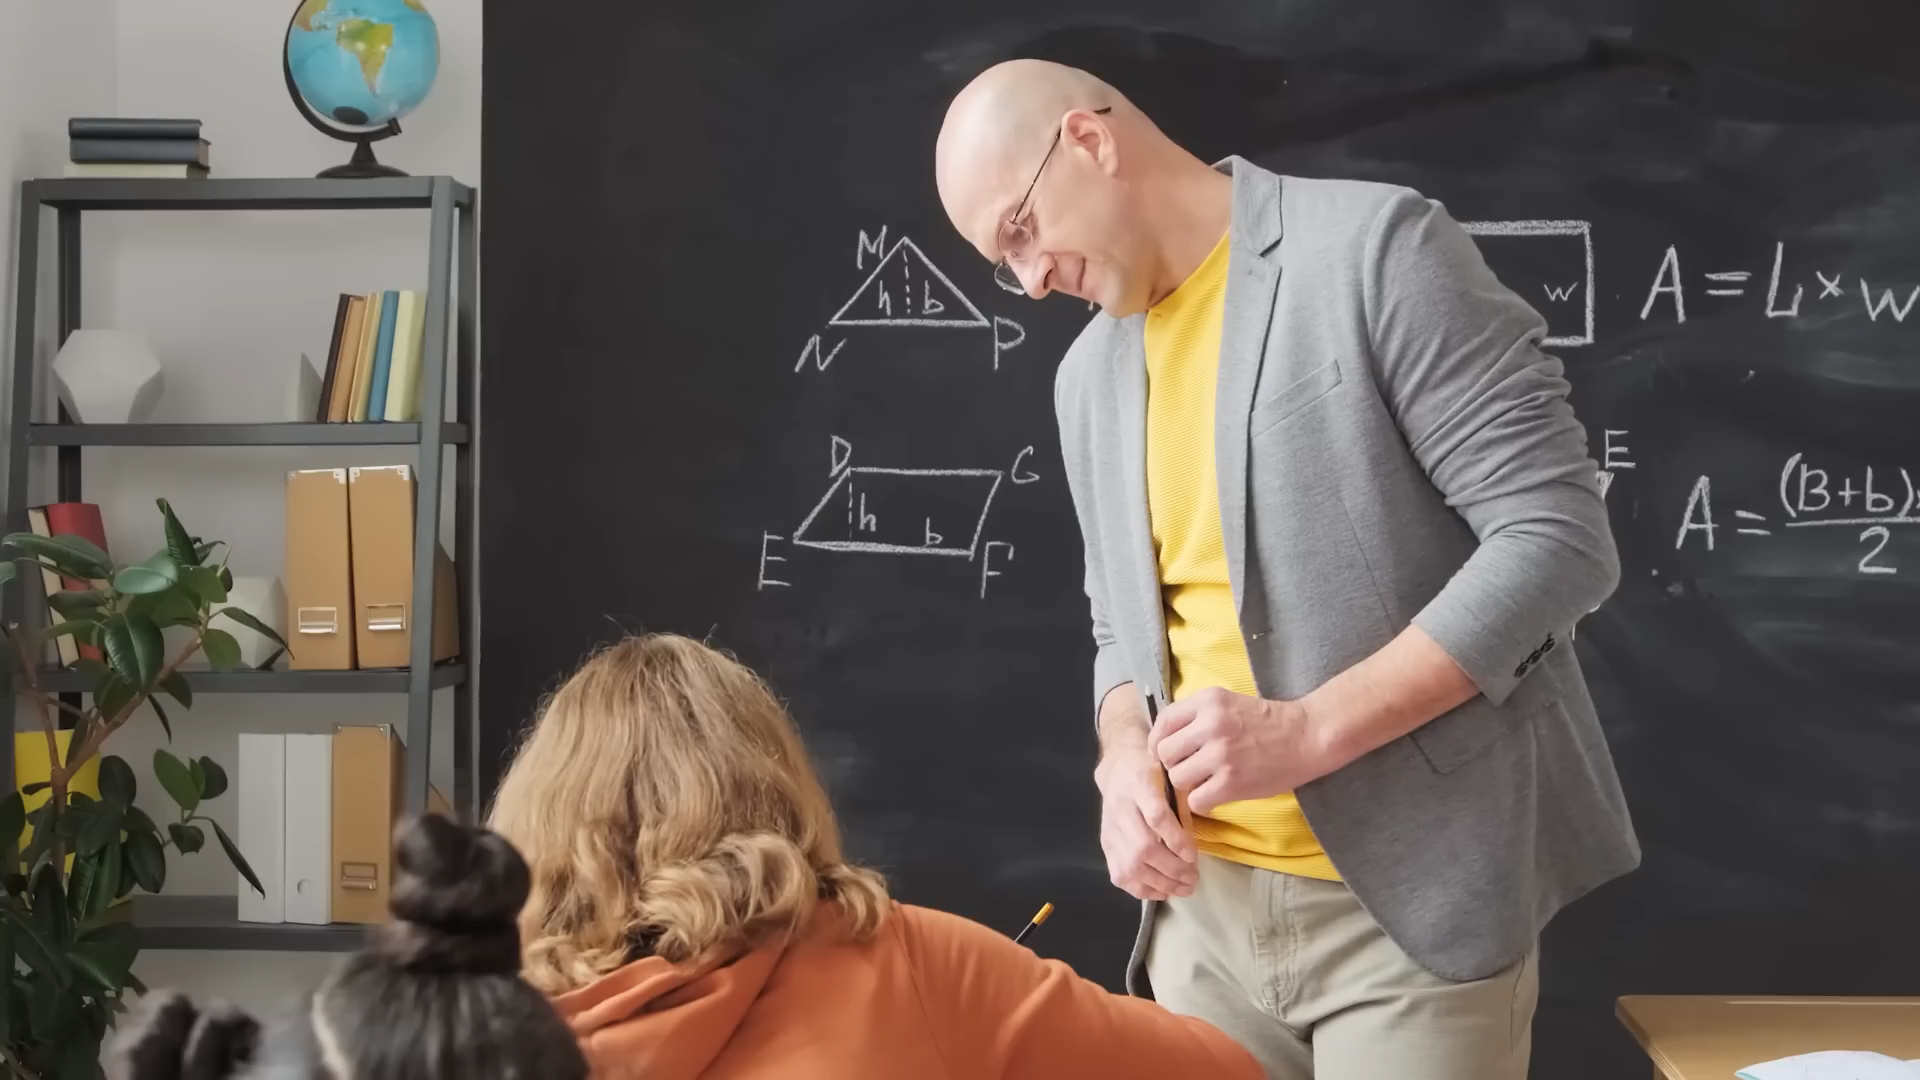 M
h b
N P
w
A = L × w
D G
h
b
E F
E
A = (B+b)
2